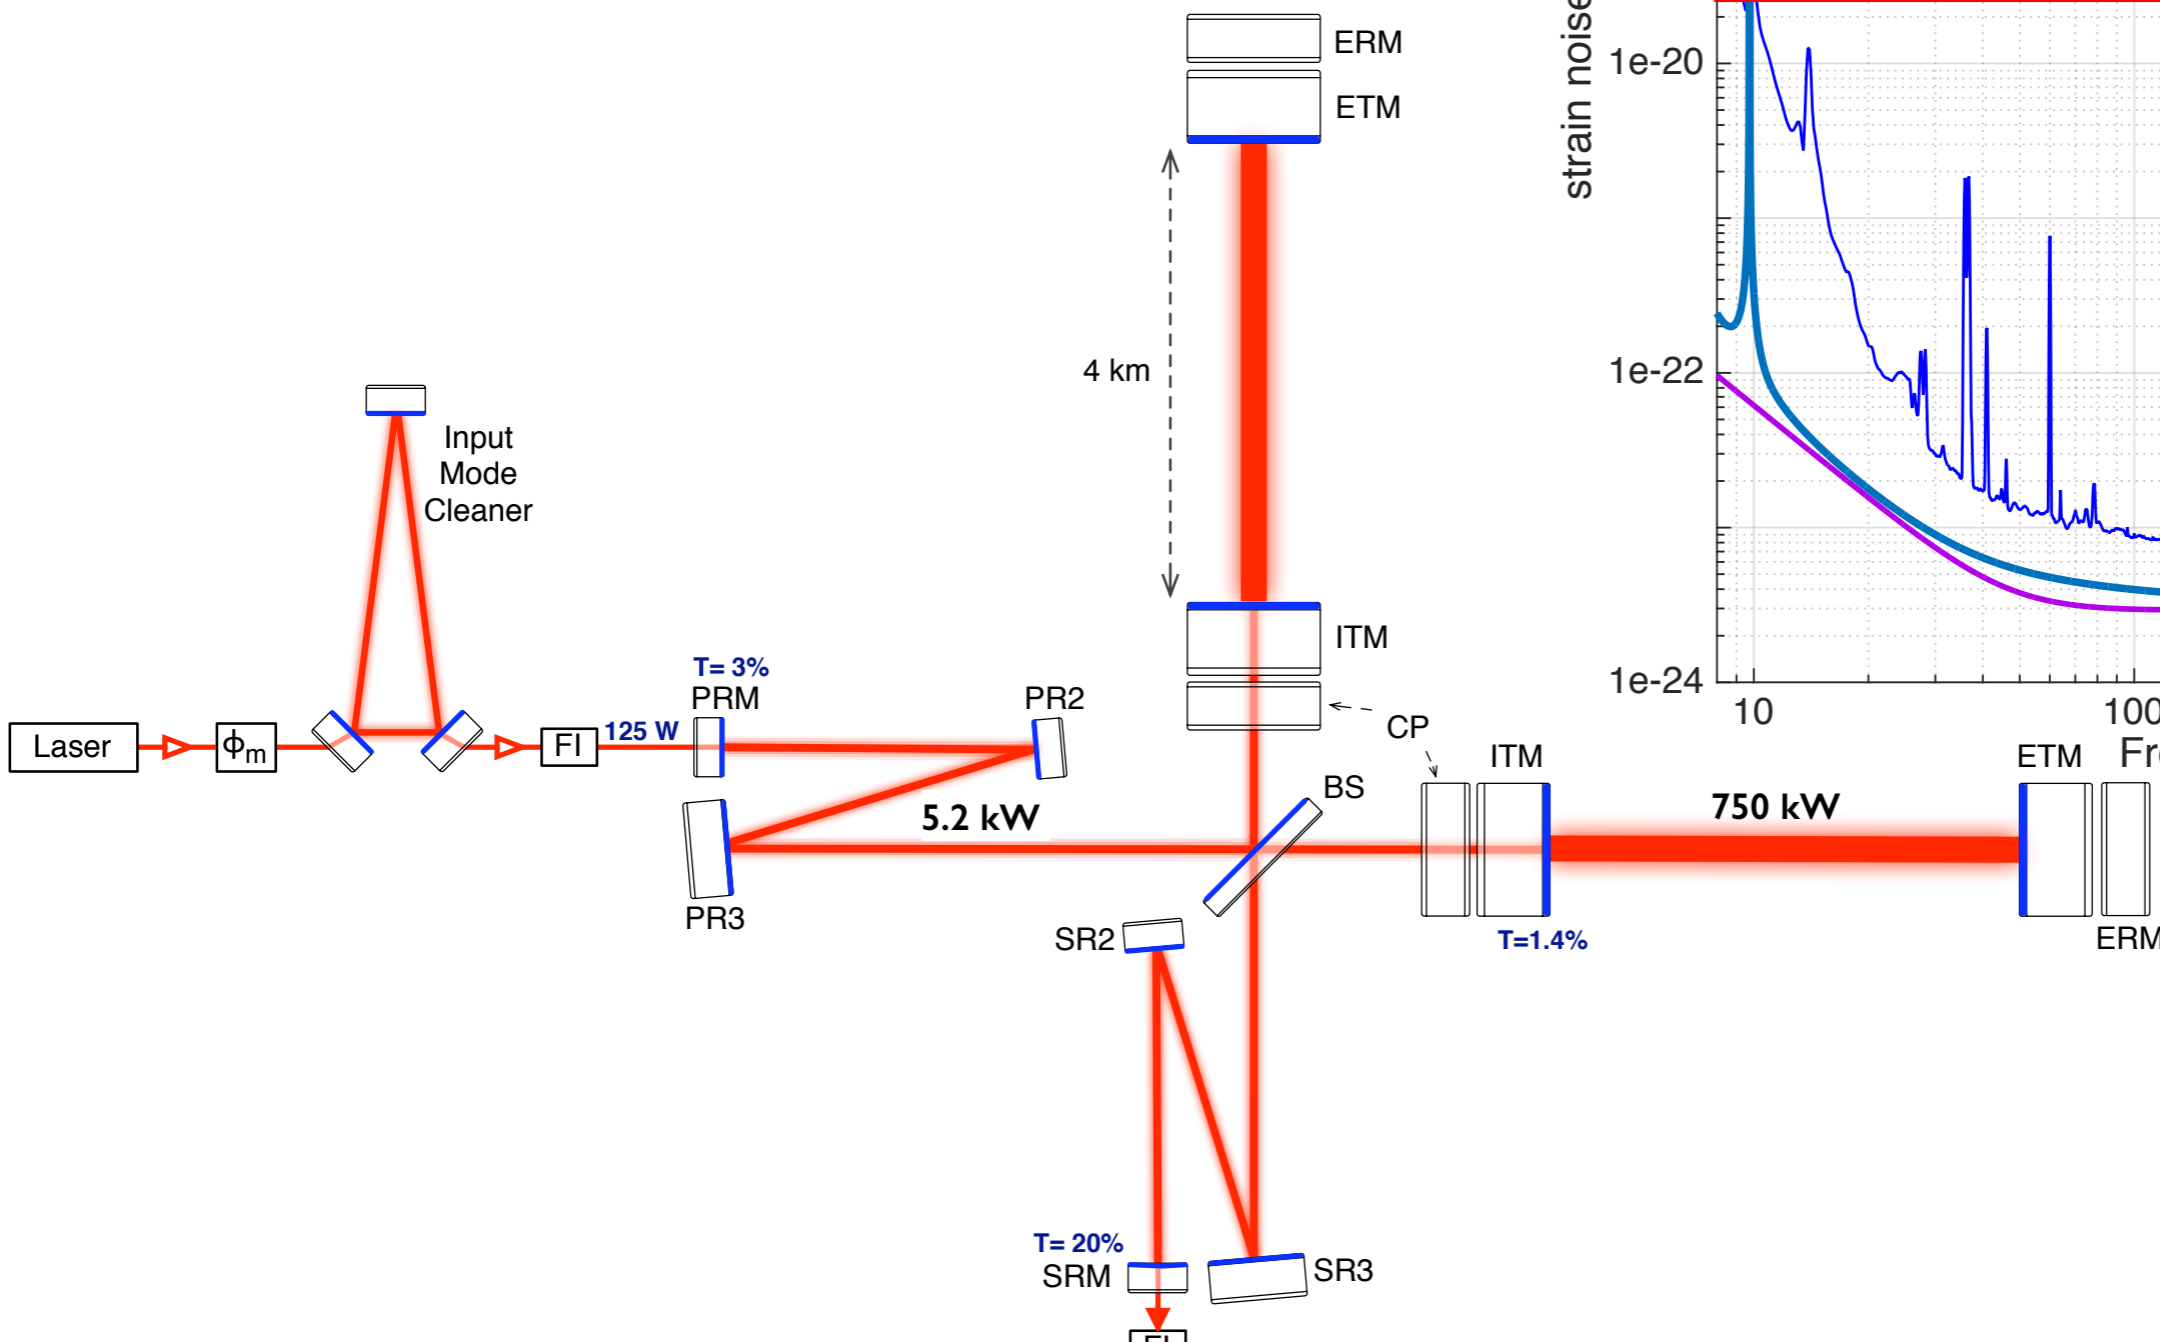 ERM
ETM
4 km
ITM
CP
Input
Mode
Cleaner
Laser
ϕm
FI
125 W
T= 3%
PRM
PR2
5.2 kW
PR3
BS
ITM
T=1.4%
750 kW
ETM
ERM
SR2
T= 20%
SRM
SR3
strain noise
1e-20
1e-22
1e-24
10
100